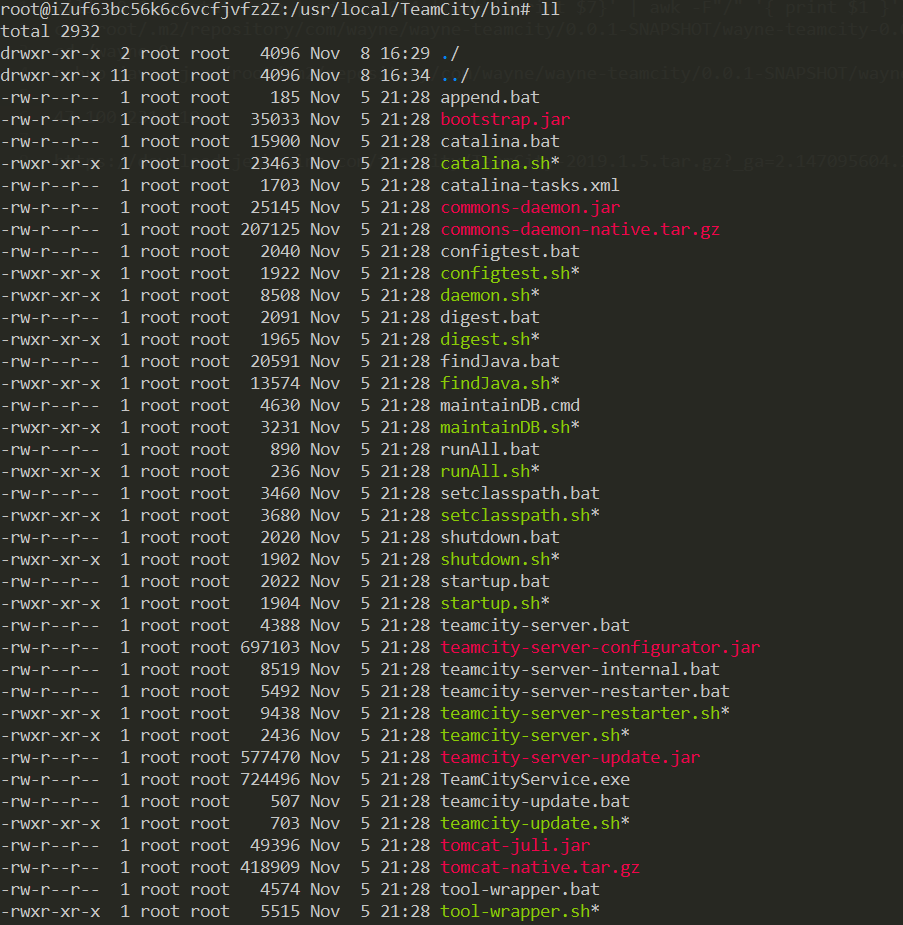 root@iZuf63bc56k6c6vcfjvfz2Z:/usr/local/TeamCity/bin# ll
total 2932
drwxr-xr-x  2 root root   4096 Nov  8 16:29 ./
drwxr-xr-x 11 root root   4096 Nov  8 16:34 ../
-rw-r--r--  1 root root    185 Nov  5 21:28 append.bat
-rw-r--r--  1 root root  35033 Nov  5 21:28 bootstrap.jar
-rw-r--r--  1 root root  15900 Nov  5 21:28 catalina.bat
-rwxr-xr-x  1 root root  23463 Nov  5 21:28 catalina.sh*
-rw-r--r--  1 root root   1703 Nov  5 21:28 catalina-tasks.xml
-rw-r--r--  1 root root  25145 Nov  5 21:28 commons-daemon.jar
-rw-r--r--  1 root root 207125 Nov  5 21:28 commons-daemon-native.tar.gz
-rw-r--r--  1 root root   2040 Nov  5 21:28 configtest.bat
-rwxr-xr-x  1 root root   1922 Nov  5 21:28 configtest.sh*
-rwxr-xr-x  1 root root   8508 Nov  5 21:28 daemon.sh*
-rw-r--r--  1 root root   2091 Nov  5 21:28 digest.bat
-rwxr-xr-x  1 root root   1965 Nov  5 21:28 digest.sh*
-rw-r--r--  1 root root  20591 Nov  5 21:28 findJava.bat
-rwxr-xr-x  1 root root  13574 Nov  5 21:28 findJava.sh*
-rw-r--r--  1 root root   4630 Nov  5 21:28 maintainDB.cmd
-rwxr-xr-x  1 root root   3231 Nov  5 21:28 maintainDB.sh*
-rw-r--r--  1 root root    890 Nov  5 21:28 runAll.bat
-rwxr-xr-x  1 root root    236 Nov  5 21:28 runAll.sh*
-rw-r--r--  1 root root   3460 Nov  5 21:28 setclasspath.bat
-rwxr-xr-x  1 root root   3680 Nov  5 21:28 setclasspath.sh*
-rw-r--r--  1 root root   2020 Nov  5 21:28 shutdown.bat
-rwxr-xr-x  1 root root   1902 Nov  5 21:28 shutdown.sh*
-rw-r--r--  1 root root   2022 Nov  5 21:28 startup.bat
-rwxr-xr-x  1 root root   1904 Nov  5 21:28 startup.sh*
-rw-r--r--  1 root root   4388 Nov  5 21:28 teamcity-server.bat
-rw-r--r--  1 root root 697103 Nov  5 21:28 teamcity-server-configurator.jar
-rw-r--r--  1 root root   8519 Nov  5 21:28 teamcity-server-internal.bat
-rw-r--r--  1 root root   5492 Nov  5 21:28 teamcity-server-restarter.bat
-rwxr-xr-x  1 root root   9438 Nov  5 21:28 teamcity-server-restarter.sh*
-rwxr-xr-x  1 root root   2436 Nov  5 21:28 teamcity-server.sh*
-rw-r--r--  1 root root 577470 Nov  5 21:28 teamcity-server-update.jar
-rw-r--r--  1 root root 724496 Nov  5 21:28 TeamCityService.exe
-rw-r--r--  1 root root    507 Nov  5 21:28 teamcity-update.bat
-rwxr-xr-x  1 root root    703 Nov  5 21:28 teamcity-update.sh*
-rw-r--r--  1 root root  49396 Nov  5 21:28 tomcat-juli.jar
-rw-r--r--  1 root root 418909 Nov  5 21:28 tomcat-native.tar.gz
-rw-r--r--  1 root root   4574 Nov  5 21:28 tool-wrapper.bat
-rwxr-xr-x  1 root root   5515 Nov  5 21:28 tool-wrapper.sh*